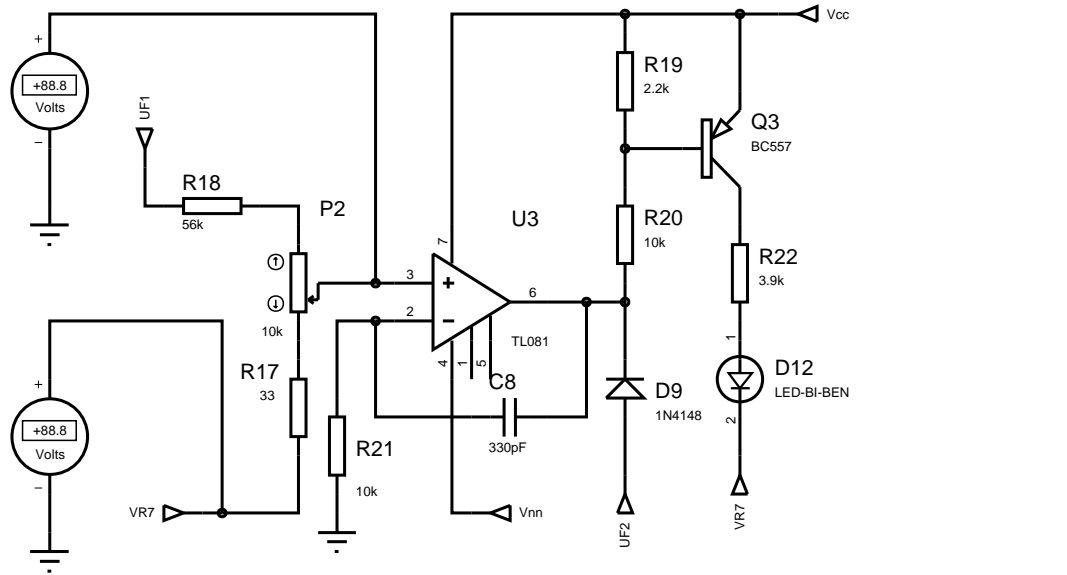 Vcc
+
+88.8
Volts
−
UF1
R18
56k
P2
10k
R19
2.2k
Q3
BC557
U3
R20
10k
R22
3.9k
7
3
+
2
−
6
TL081
4
1
5
C8
330pF
+
+88.8
Volts
−
R17
33
R21
10k
D9
1N4148
1
D12
LED-BI-BEN
2
VR7
Vnn
UF2
VR7